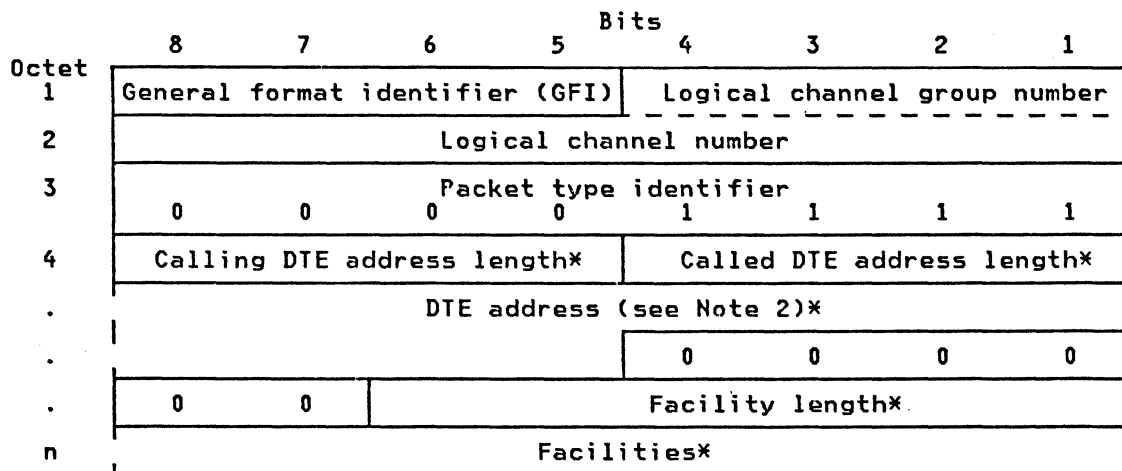 Bits
8 7 6 5 4 3 2 1
Octet
1 General format identifier (GFI) Logical channel group number
2 Logical channel number
3 Packet type identifier
0 0 0 0 1 1 1 1
4 Calling DTE address length* Called DTE address length*
. DTE address (see Note 2)*
. 0 0 0 0
. 0 0 Facility length*
n Facilities*